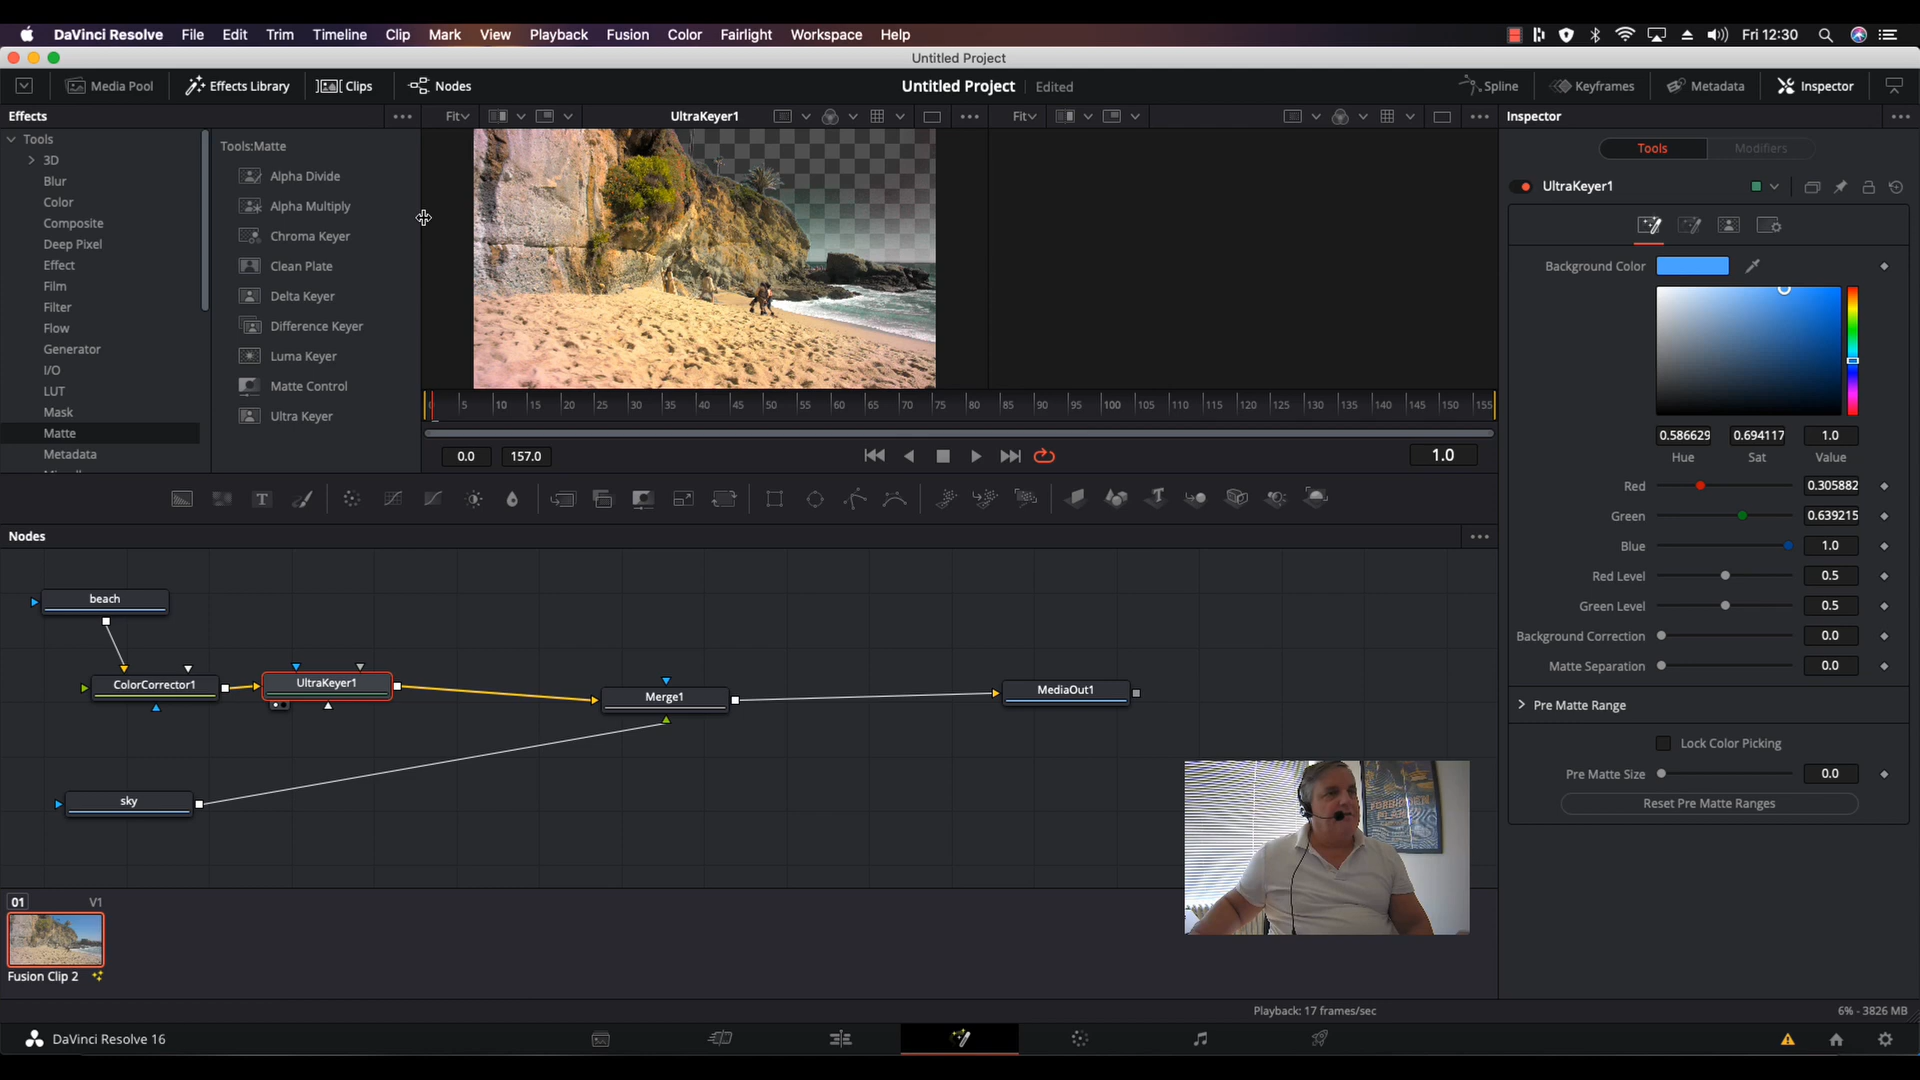 DaVinci Resolve File Edit Trim Timeline Clip Mark View Playback Fusion Color Fairlight Workspace Help Fri 12:30
Untitled Project
Media Pool Effects Library Clips Nodes Untitled Project Edited Spline Keyframes Metadata Inspector
Effects Fit UltraKeyer1 Fit Inspector
Tools
3D
Blur
Color
Composite
Deep Pixel
Effect
Film
Filter
Flow
Generator
I/O
LUT
Mask
Matte
Metadata
Tools:Matte
Alpha Divide
Alpha Multiply
Chroma Keyer
Clean Plate
Delta Keyer
Difference Keyer
Luma Keyer
Matte Control
Ultra Keyer
5 10 15 20 25 30 35 40 45 50 55 60 65 70 75 80 85 90 95 100 105 110 115 120 125 130 135 140 145 150 155
0.0 157.0 1.0
Tools Modifiers
UltraKeyer1
Background Color
0.586629 0.694117 1.0
Hue Sat Value
Red 0.305882
Green 0.639215
Blue 1.0
Red Level 0.5
Green Level 0.5
Background Correction 0.0
Matte Separation 0.0
Pre Matte Range
Lock Color Picking
Pre Matte Size 0.0
Reset Pre Matte Ranges
Nodes
beach
ColorCorrector1
UltraKeyer1
Merge1
MediaOut1
sky
FORBIDDEN
PLANET
01 V1
Fusion Clip 2
Playback: 17 frames/sec 6% - 3826 MB
DaVinci Resolve 16